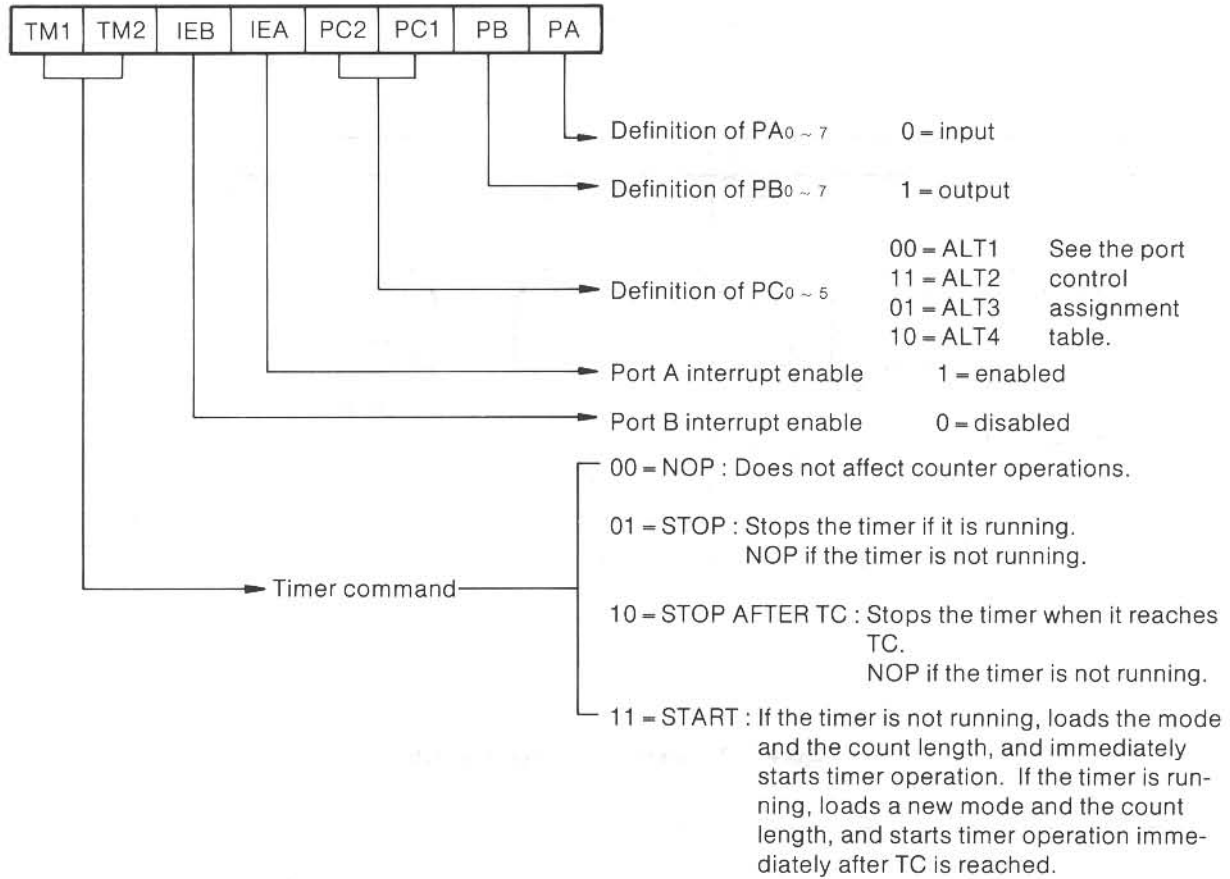 TM1 TM2 IEB IEA PC2 PC1 PB PA
Definition of PA0 ~ 7 0 = input
Definition of PB0 ~ 7 1 = output
Definition of PC0 ~ 5
00 = ALT1 See the port
11 = ALT2 control
01 = ALT3 assignment
10 = ALT4 table.
Port A interrupt enable 1 = enabled
Port B interrupt enable 0 = disabled
Timer command
00 = NOP : Does not affect counter operations.
01 = STOP : Stops the timer if it is running.
NOP if the timer is not running.
10 = STOP AFTER TC : Stops the timer when it reaches
TC.
NOP if the timer is not running.
11 = START : If the timer is not running, loads the mode
and the count length, and immediately
starts timer operation. If the timer is run-
ning, loads a new mode and the count
length, and starts timer operation imme-
diately after TC is reached.